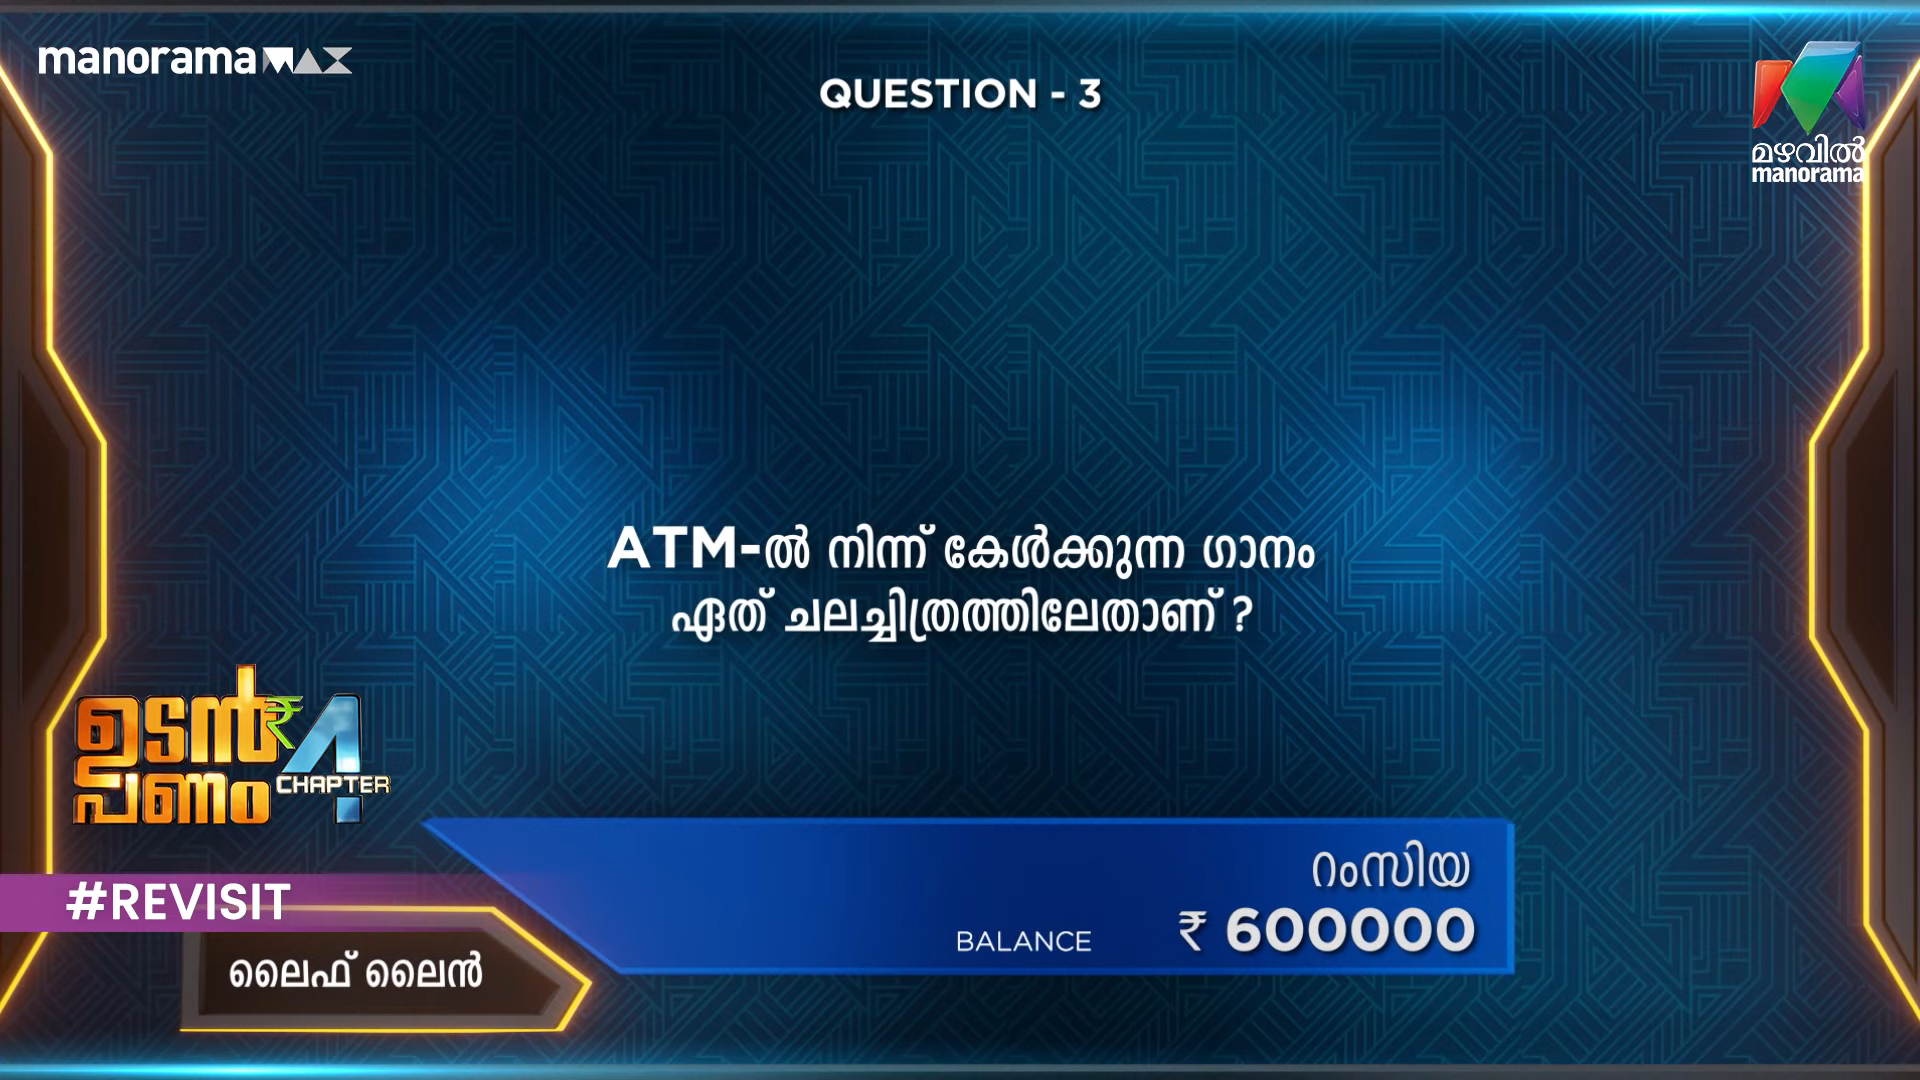 manoramaMAX
QUESTION - 3
മഴവിൽ
manorama
ATM-ൽ നിന്ന് കേൾക്കുന്ന ഗാനം
ഏത് ചലച്ചിത്രത്തിലേതാണ് ?
ഉടൻ
പണം
CHAPTER
4
#REVISIT
റംസിയ
BALANCE ₹ 600000
ലൈഫ് ലൈൻ